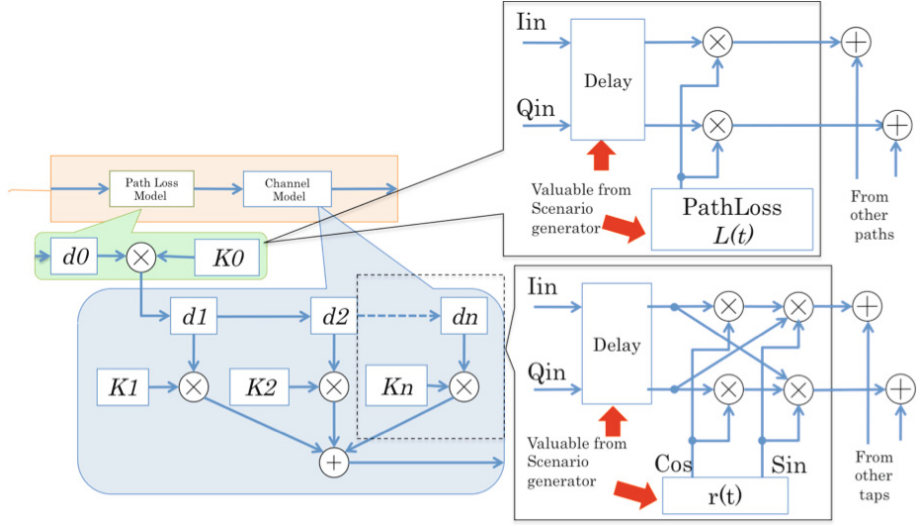 Path Loss
Model
Channel
Model
d0
K0
d1
d2
dn
K1
K2
Kn
Iin
Qin
Delay
Valuable from
Scenario
generator
PathLoss
L(t)
From
other
paths
Iin
Qin
Delay
Valuable from
Scenario
generator
Cos
Sin
r(t)
From
other
taps